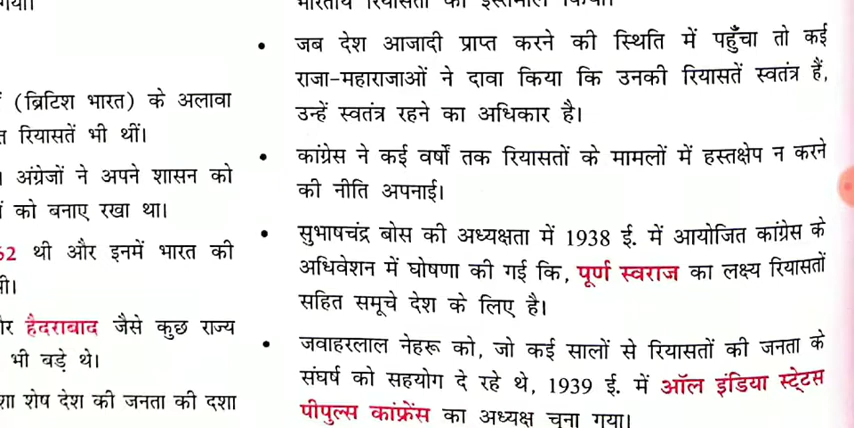 गया।
(ब्रिटिश भारत) के अलावा
रियासतें भी थीं।
अंग्रेजों ने अपने शासन को
को बनाए रखा था।
62 थी और इनमें भारत की
थी।
हैदराबाद जैसे कुछ राज्य
भी बड़े थे।
शेष देश की जनता की दशा
भारतीय रियासतों का इस्तेमाल किया।
• जब देश आजादी प्राप्त करने की स्थिति में पहुँचा तो कई
राजा-महाराजाओं ने दावा किया कि उनकी रियासतें स्वतंत्र हैं,
उन्हें स्वतंत्र रहने का अधिकार है।
• कांग्रेस ने कई वर्षों तक रियासतों के मामलों में हस्तक्षेप न करने
की नीति अपनाई।
• सुभाषचंद्र बोस की अध्यक्षता में 1938 ई. में आयोजित कांग्रेस के
अधिवेशन में घोषणा की गई कि, पूर्ण स्वराज का लक्ष्य रियासतों
सहित समूचे देश के लिए है।
• जवाहरलाल नेहरू को, जो कई सालों से रियासतों की जनता के
संघर्ष को सहयोग दे रहे थे, 1939 ई. में ऑल इंडिया स्टेटस
पीपुल्स कांफ्रेंस का अध्यक्ष चुना गया।